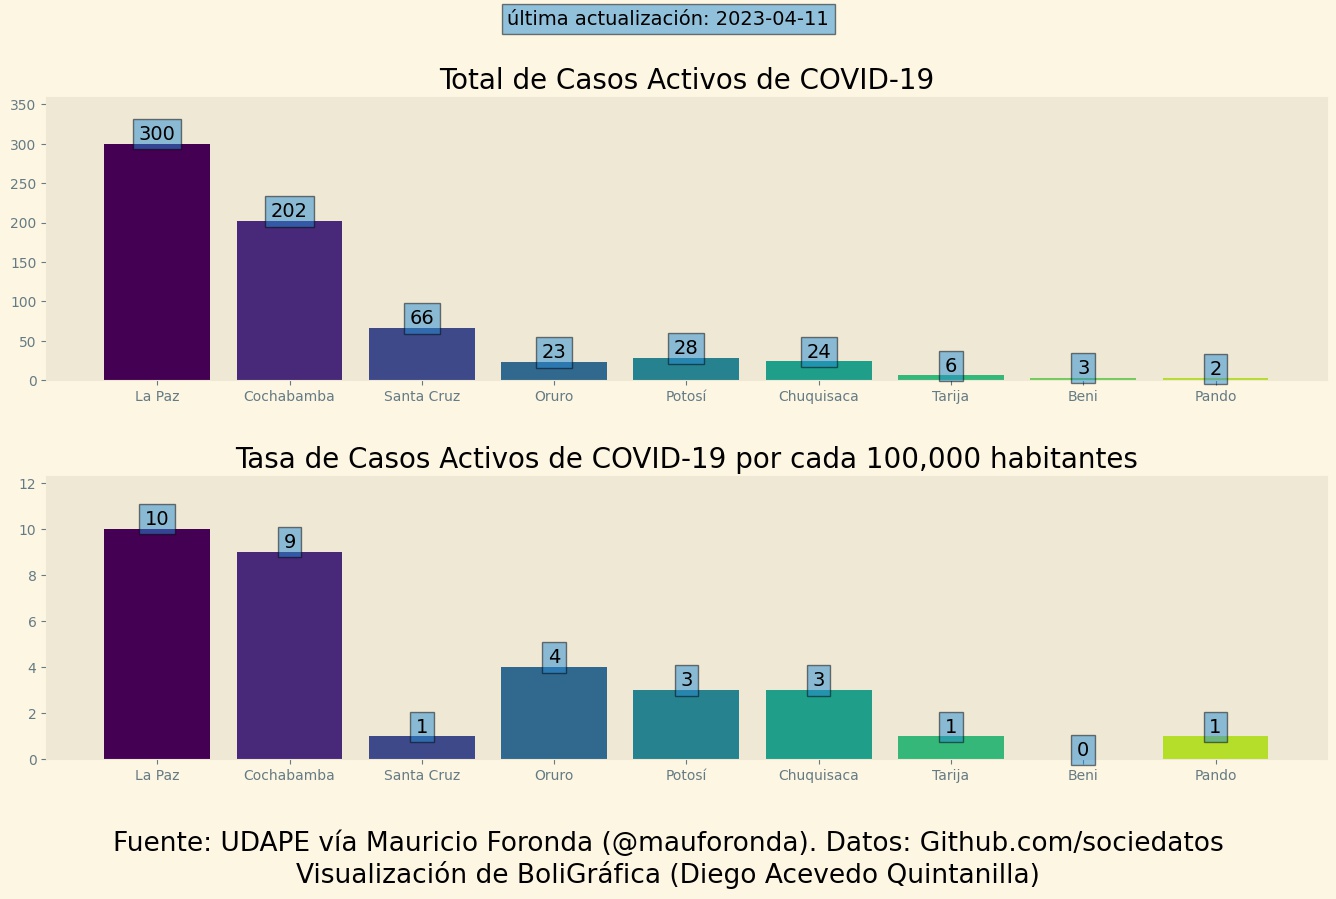 última actualización: 2023-04-11
Total de Casos Activos de COVID-19
350
300
250
200
150
100
50
0
300
202
66
23
28
24
6
3
2
La Paz
Cochabamba
Santa Cruz
Oruro
Potosí
Chuquisaca
Tarija
Beni
Pando
Tasa de Casos Activos de COVID-19 por cada 100,000 habitantes
12
10
8
6
4
2
0
10
9
1
4
3
3
1
0
1
La Paz
Cochabamba
Santa Cruz
Oruro
Potosí
Chuquisaca
Tarija
Beni
Pando
Fuente: UDAPE vía Mauricio Foronda (@mauforonda). Datos: Github.com/sociedatos
Visualización de BoliGráfica (Diego Acevedo Quintanilla)